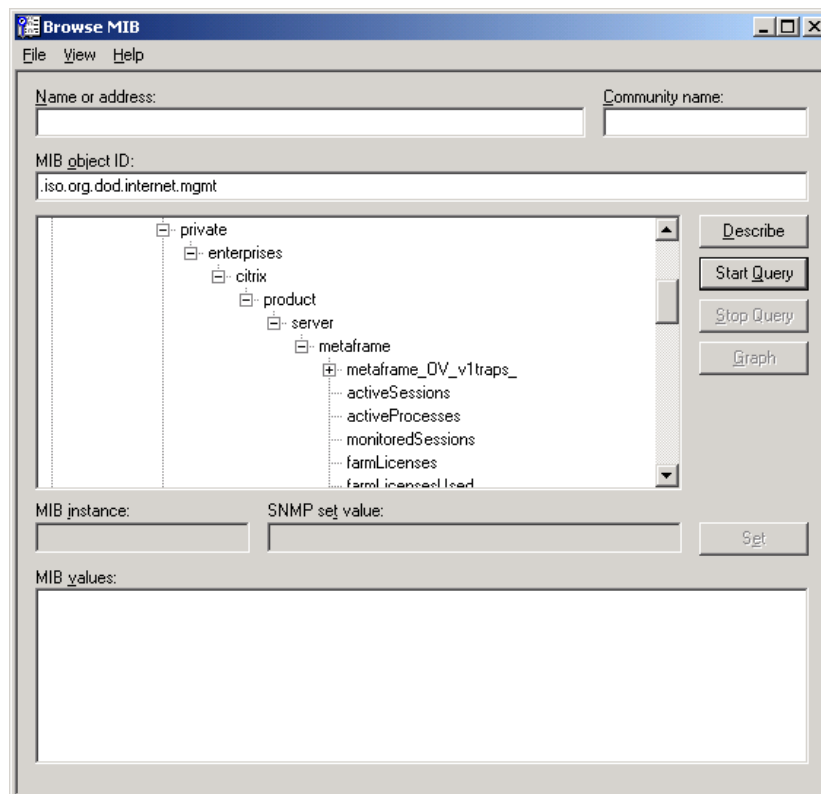 Browse MIB
File View Help
Name or address:
Community name:
MIB object ID:
.iso.org.dod.internet.mgmt
private
enterprises
citrix
product
server
metaframe
metaframe_OV_v1traps_
activeSessions
activeProcesses
monitoredSessions
farmLicenses
farmLicensesUsed
Describe
Start Query
Stop Query
Graph
MIB instance:
SNMP set value:
Set
MIB values: